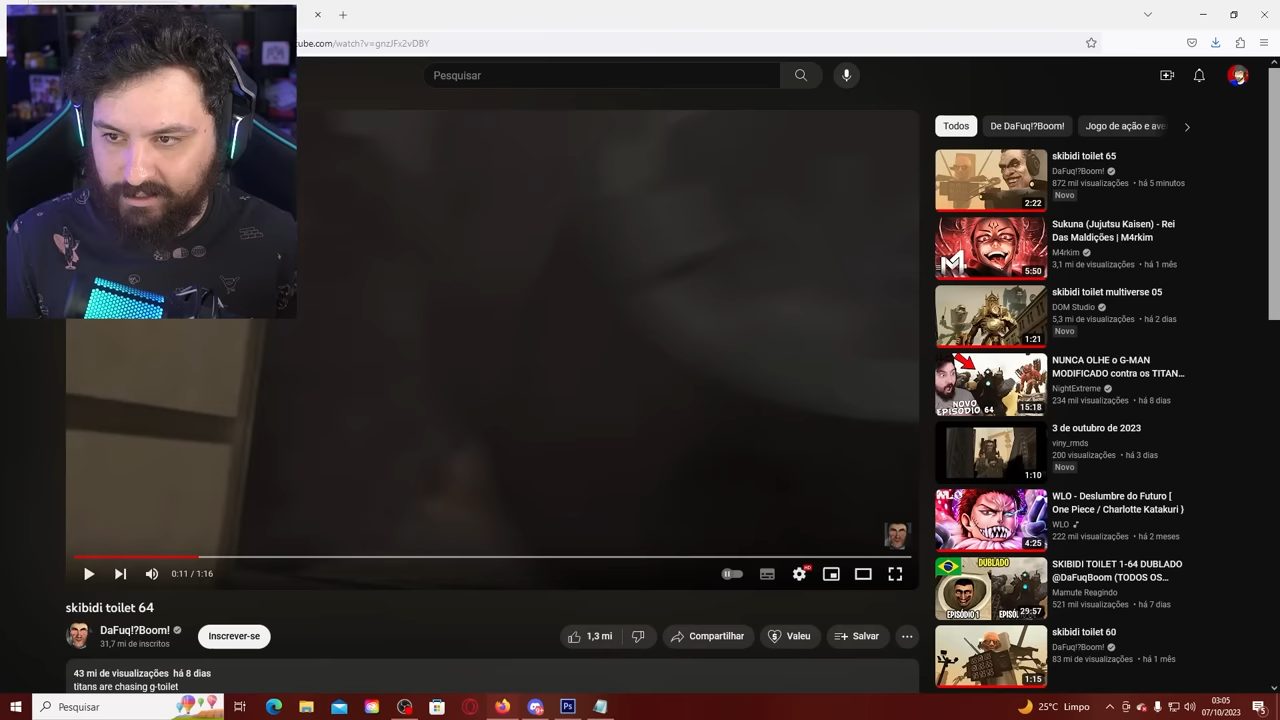 tube.com/watch?v=gnzJFx2vDBY
Pesquisar
Todos
De DaFuq!?Boom!
Jogo de ação e ave
skibidi toilet 65
DaFuq!?Boom!
872 mil visualizações • há 5 minutos
Novo
2:22
Sukuna (Jujutsu Kaisen) - Rei
Das Maldições | M4rkim
M4rkim
3,1 mi de visualizações • há 1 mês
5:50
skibidi toilet multiverse 05
DOM Studio
5,3 mi de visualizações • há 2 dias
Novo
1:21
NUNCA OLHE o G-MAN
MODIFICADO contra os TITAN...
NightExtreme
234 mil visualizações • há 8 dias
NOVO
EPISÓDIO 64
15:18
3 de outubro de 2023
viny_rmds
200 visualizações • há 3 dias
Novo
1:10
WLO - Deslumbre do Futuro [
One Piece / Charlotte Katakuri }
WLO
222 mil visualizações • há 2 meses
4:25
SKIBIDI TOILET 1-64 DUBLADO
@DaFuqBoom (TODOS OS...
Mamute Reagindo
521 mil visualizações • há 7 dias
DUBLADO
EPISÓDIO 1
29:57
skibidi toilet 60
DaFuq!?Boom!
83 mi de visualizações • há 1 mês
1:15
0:11 / 1:16
HD
skibidi toilet 64
DaFuq!?Boom!
31,7 mi de inscritos
Inscrever-se
1,3 mi
Compartilhar
Salvar
43 mi de visualizações há 8 dias
titans are chasing g-toilet
Pesquisar
Ps
25°C Limpo
03:05
07/10/2023